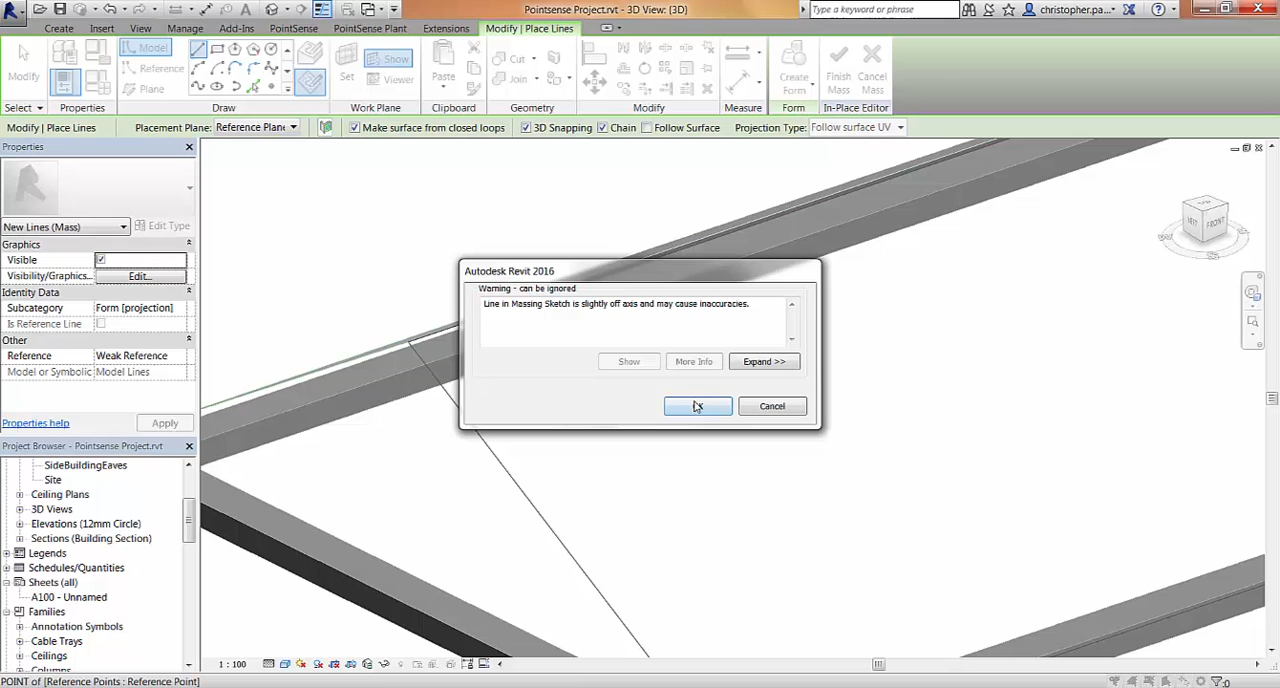 Pointsense Project.rvt - 3D View: {3D}
Type a keyword or phrase
christopher.pa...
Create Insert View Manage Add-Ins PointSense PointSense Plant Extensions Modify | Place Lines
Modify
Model
Reference
Plane
Set
Show
Viewer
Paste
Cut
Join
Create Form
Finish Mass
Cancel Mass
Select Properties Draw Work Plane Clipboard Geometry Modify Measure Form In-Place Editor
Modify | Place Lines Placement Plane: Reference Plane Make surface from closed loops 3D Snapping Chain Follow Surface Projection Type: Follow surface UV
Properties
New Lines (Mass) Edit Type
Graphics
Visible
Visibility/Graphics... Edit...
Identity Data
Subcategory Form [projection]
Is Reference Line
Other
Reference Weak Reference
Model or Symbolic Model Lines
Properties help Apply
Project Browser - Pointsense Project.rvt
SideBuildingEaves
Site
Ceiling Plans
3D Views
Elevations (12mm Circle)
Sections (Building Section)
Legends
Schedules/Quantities
Sheets (all)
A100 - Unnamed
Families
Annotation Symbols
Cable Trays
Ceilings
Columns
Autodesk Revit 2016
Warning - can be ignored
Line in Massing Sketch is slightly off axis and may cause inaccuracies.
Show More Info Expand >>
Cancel
LEFT FRONT
1 : 100
POINT of [Reference Points : Reference Point]
:0